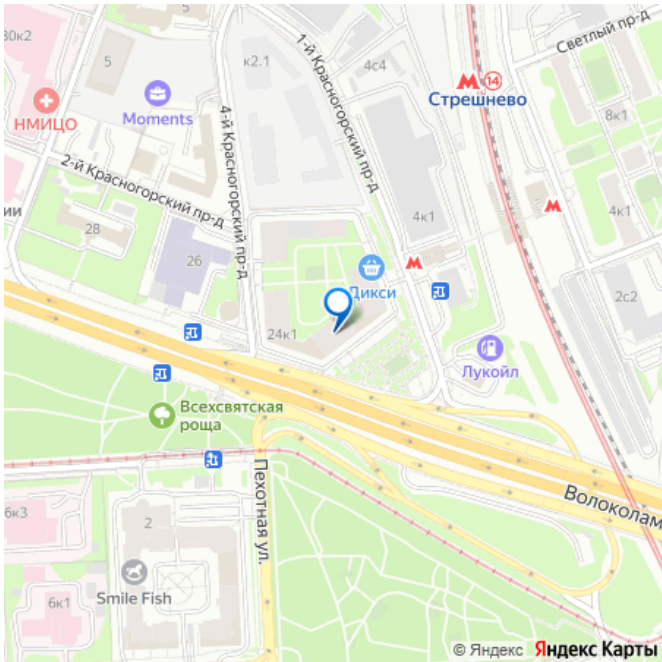 30к2
5
к2.1
1-й Красногорский пр-д
4с4
14
Стрешнево
Светлый пр-д
8к1
НМИЦО
Moments
4-й Красногорский пр-д
2-й Красногорский пр-д
ии
28
26
4к1
4к1
Дикси
2с2
24к1
Лукойл
Всехсвятская
роща
Пехотная ул.
Волоколам
6к3
2
Smile Fish
6к1
© Яндекс Яндекс Карты